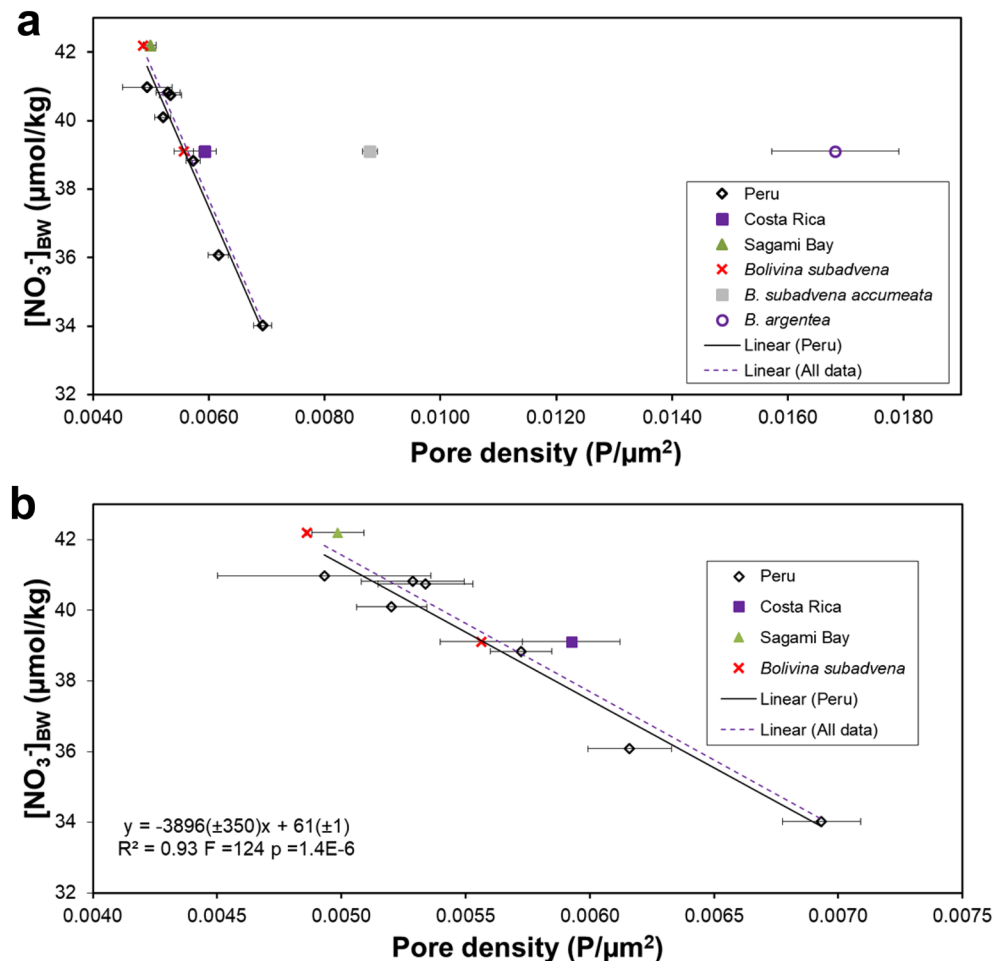 a
[NO₃⁻]BW (µmol/kg)
42
40
38
36
34
32
0.0040 0.0060 0.0080 0.0100 0.0120 0.0140 0.0160 0.0180
Pore density (P/µm²)
Peru
Costa Rica
Sagami Bay
Bolivina subadvena
B. subadvena accumeata
B. argentea
Linear (Peru)
Linear (All data)
b
[NO₃⁻]BW (µmol/kg)
42
40
38
36
34
32
0.0040 0.0045 0.0050 0.0055 0.0060 0.0065 0.0070 0.0075
Pore density (P/µm²)
Peru
Costa Rica
Sagami Bay
Bolivina subadvena
Linear (Peru)
Linear (All data)
y = -3896(±350)x + 61(±1)
R² = 0.93 F =124 p =1.4E-6